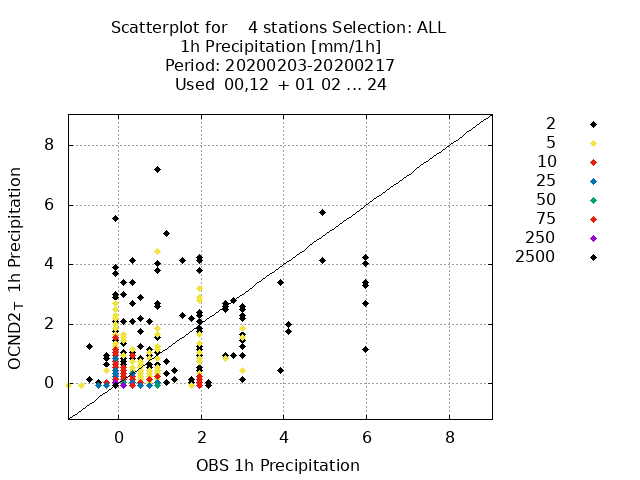 Scatterplot for    4 stations Selection: ALL
1h Precipitation [mm/1h]
Period: 20200203-20200217
Used  00,12  + 01 02 ... 24
2
5
10
25
50
75
250
2500
8
6
4
2
0
OCND2T  1h Precipitation
0 2 4 6 8
OBS 1h Precipitation